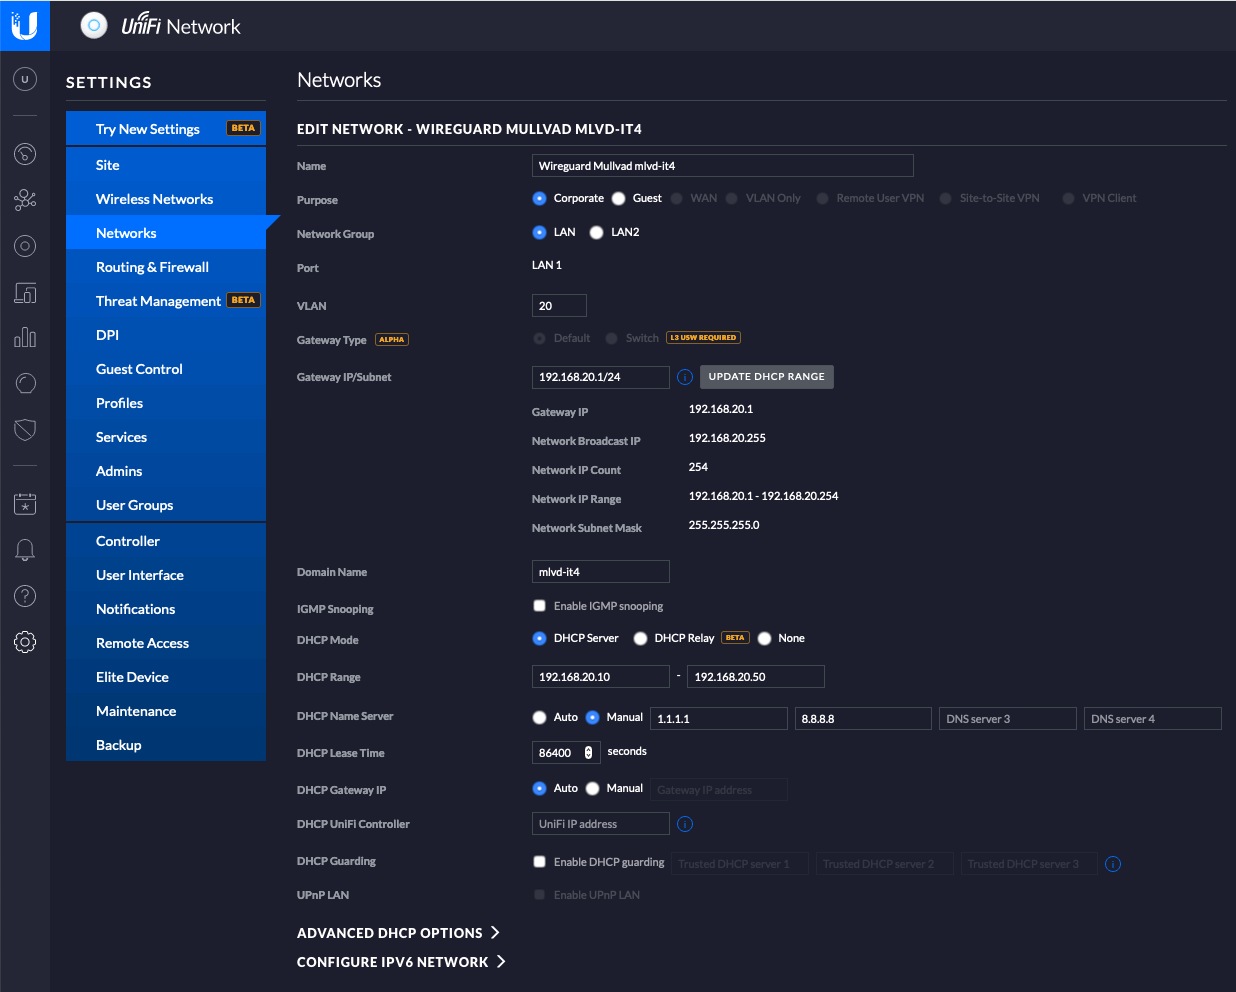 UniFi Network
U
SETTINGS
Try New Settings BETA
Site
Wireless Networks
Networks
Routing & Firewall
Threat Management BETA
DPI
Guest Control
Profiles
Services
Admins
User Groups
Controller
User Interface
Notifications
Remote Access
Elite Device
Maintenance
Backup
Networks
EDIT NETWORK - WIREGUARD MULLVAD MLVD-IT4
Name Wireguard Mullvad mlvd-it4
Purpose Corporate Guest WAN VLAN Only Remote User VPN Site-to-Site VPN VPN Client
Network Group LAN LAN2
Port LAN 1
VLAN 20
Gateway Type ALPHA Default Switch L3 USW REQUIRED
Gateway IP/Subnet 192.168.20.1/24 i UPDATE DHCP RANGE
Gateway IP 192.168.20.1
Network Broadcast IP 192.168.20.255
Network IP Count 254
Network IP Range 192.168.20.1 - 192.168.20.254
Network Subnet Mask 255.255.255.0
Domain Name mlvd-it4
IGMP Snooping Enable IGMP snooping
DHCP Mode DHCP Server DHCP Relay BETA None
DHCP Range 192.168.20.10 - 192.168.20.50
DHCP Name Server Auto Manual 1.1.1.1 8.8.8.8 DNS server 3 DNS server 4
DHCP Lease Time 86400 seconds
DHCP Gateway IP Auto Manual Gateway IP address
DHCP UniFi Controller UniFi IP address i
DHCP Guarding Enable DHCP guarding Trusted DHCP server 1 Trusted DHCP server 2 Trusted DHCP server 3 i
UPnP LAN Enable UPnP LAN
ADVANCED DHCP OPTIONS
CONFIGURE IPV6 NETWORK